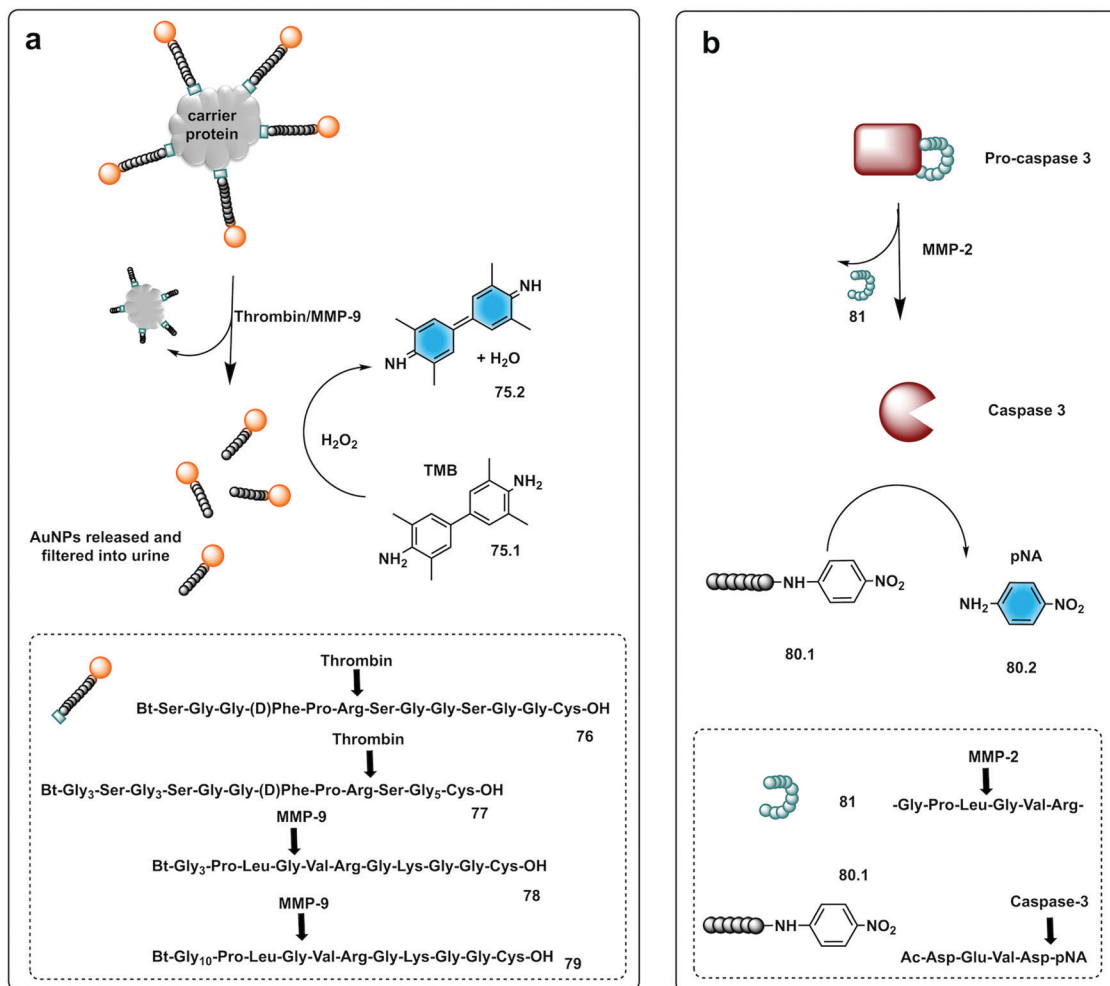 a
carrier
protein
Thrombin/MMP-9
NH
NH
+ H₂O
75.2
H₂O₂
TMB
NH₂
NH₂
75.1
AuNPs released and
filtered into urine
Thrombin
Bt-Ser-Gly-Gly-(D)Phe-Pro-Arg-Ser-Gly-Gly-Ser-Gly-Gly-Cys-OH
76
Thrombin
Bt-Gly₃-Ser-Gly₃-Ser-Gly-Gly-(D)Phe-Pro-Arg-Ser-Gly₅-Cys-OH
77
MMP-9
Bt-Gly₃-Pro-Leu-Gly-Val-Arg-Gly-Lys-Gly-Gly-Cys-OH
78
MMP-9
Bt-Gly₁₀-Pro-Leu-Gly-Val-Arg-Gly-Lys-Gly-Gly-Cys-OH
79
b
Pro-caspase 3
MMP-2
81
Caspase 3
NH
NO₂
80.1
pNA
NH₂
NO₂
80.2
MMP-2
81
-Gly-Pro-Leu-Gly-Val-Arg-
80.1
NH
NO₂
Caspase-3
Ac-Asp-Glu-Val-Asp-pNA